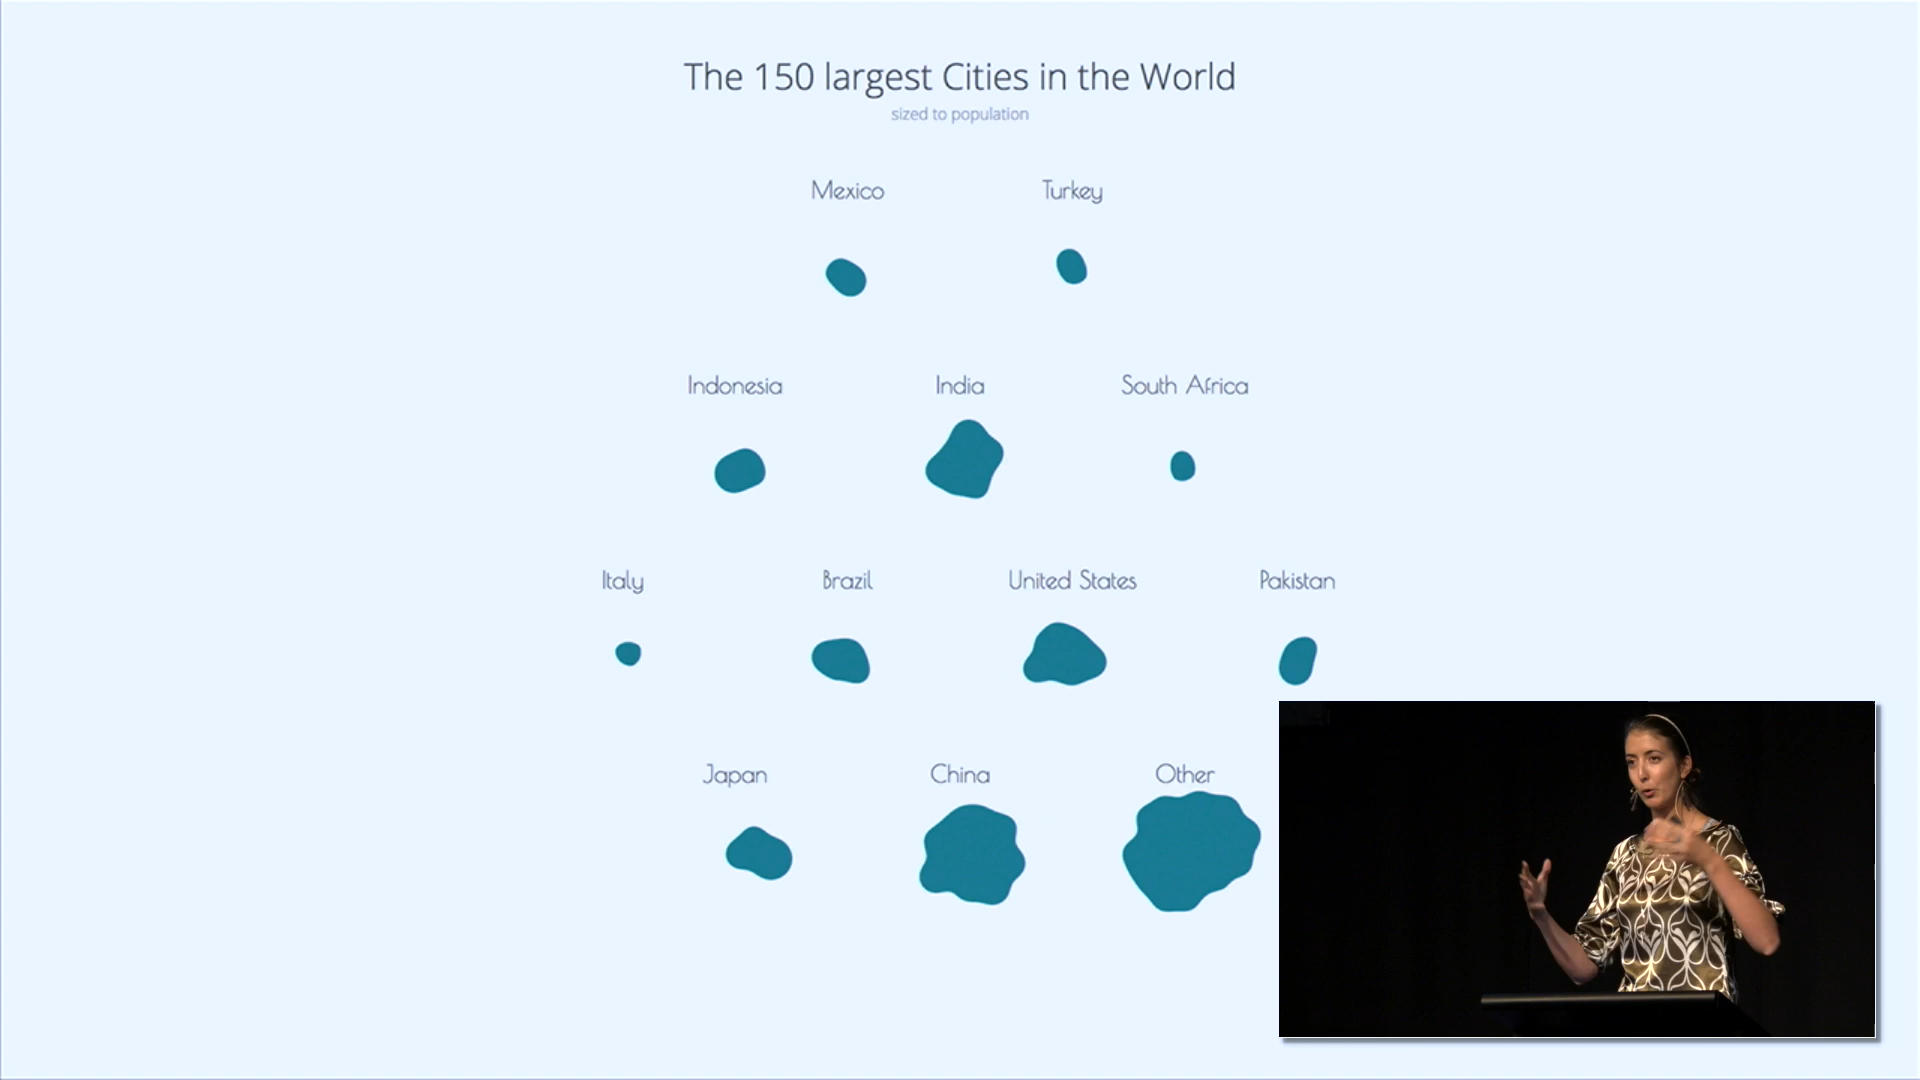 The 150 largest Cities in the World
sized to population
Mexico
Turkey
Indonesia
India
South Africa
Italy
Brazil
United States
Pakistan
Japan
China
Other